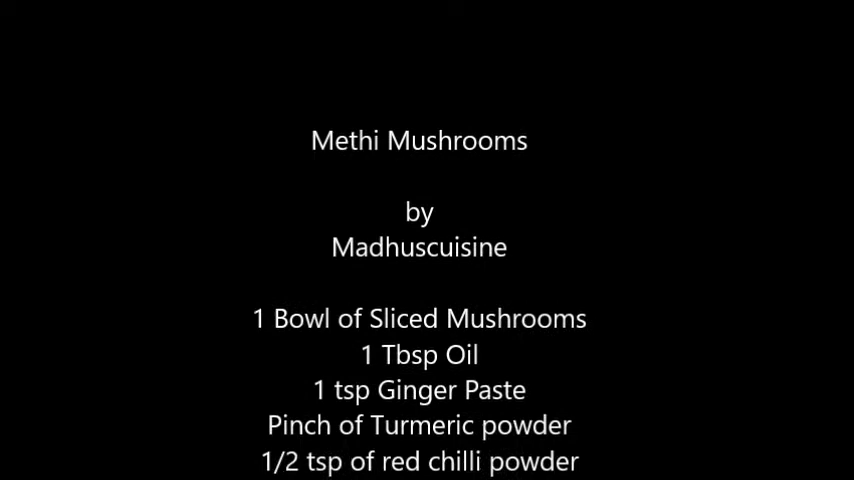 Methi Mushrooms
by
Madhuscuisine
1 Bowl of Sliced Mushrooms
1 Tbsp Oil
1 tsp Ginger Paste
Pinch of Turmeric powder
1/2 tsp of red chilli powder